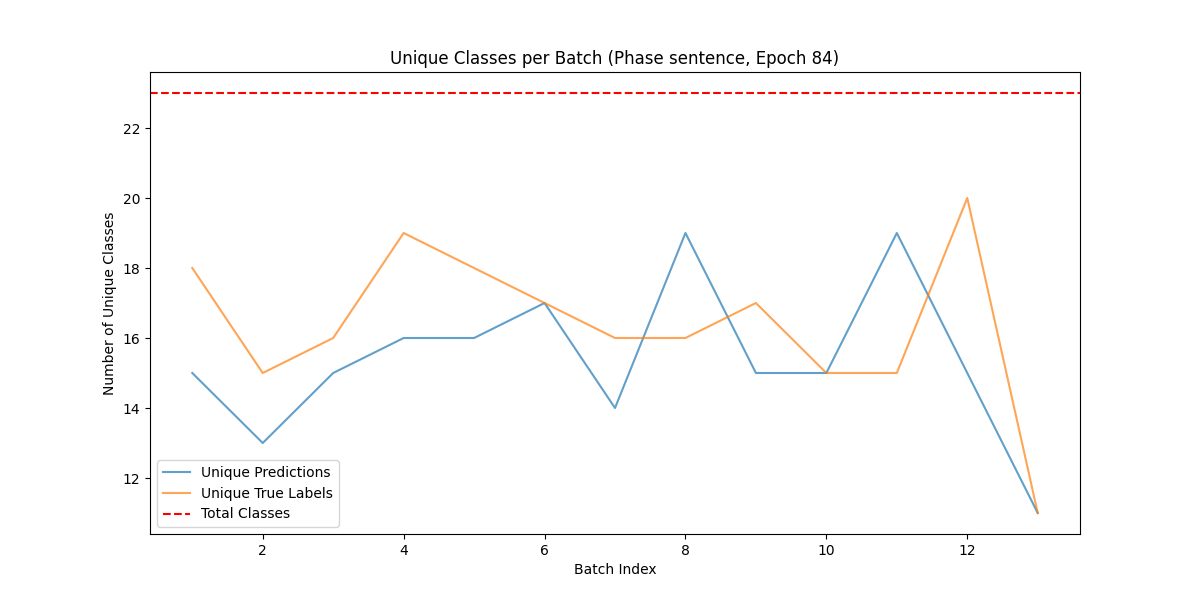 Unique Classes per Batch (Phase sentence, Epoch 84)
Number of Unique Classes
22
20
18
16
14
12
Unique Predictions
Unique True Labels
Total Classes
2 4 6 8 10 12
Batch Index